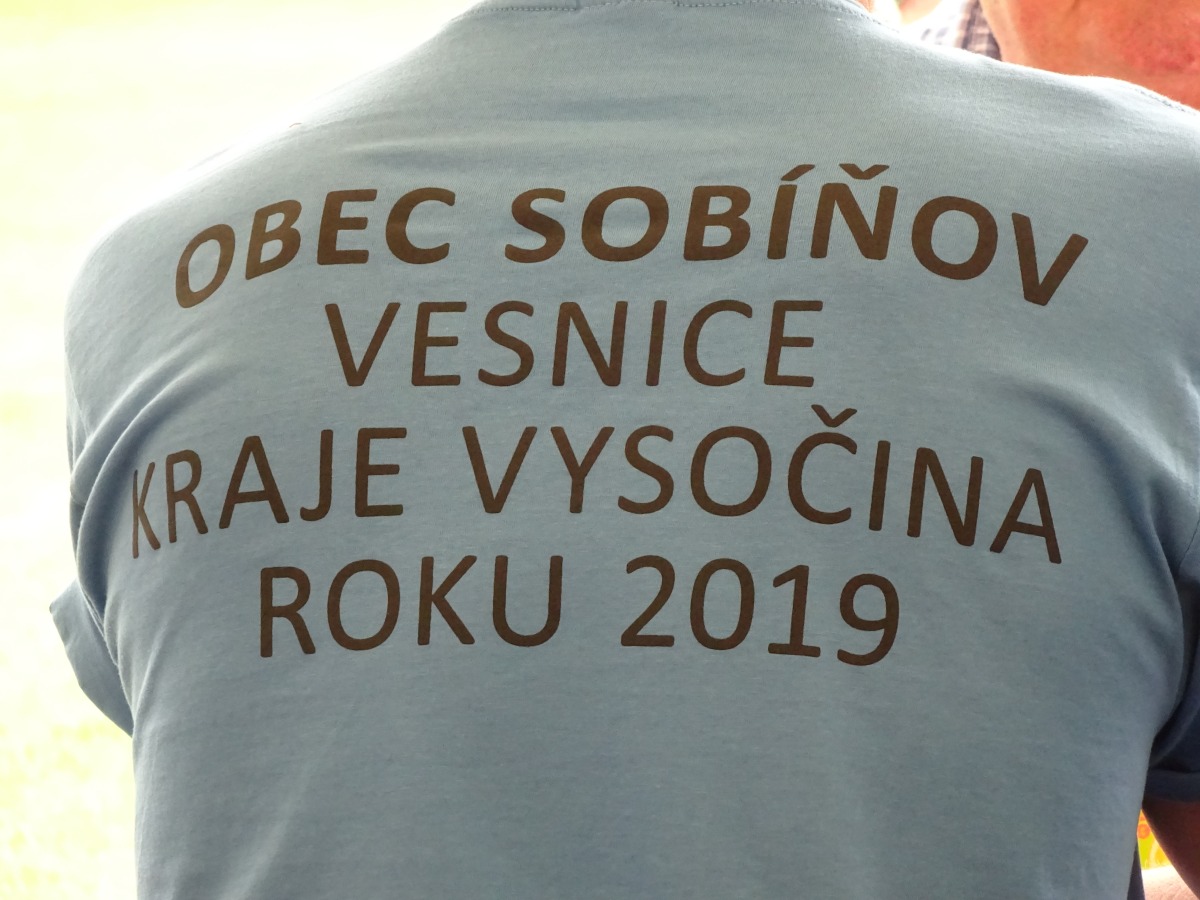 OBEC SOBÍŇOV
VESNICE
KRAJE VYSOČINA
ROKU 2019